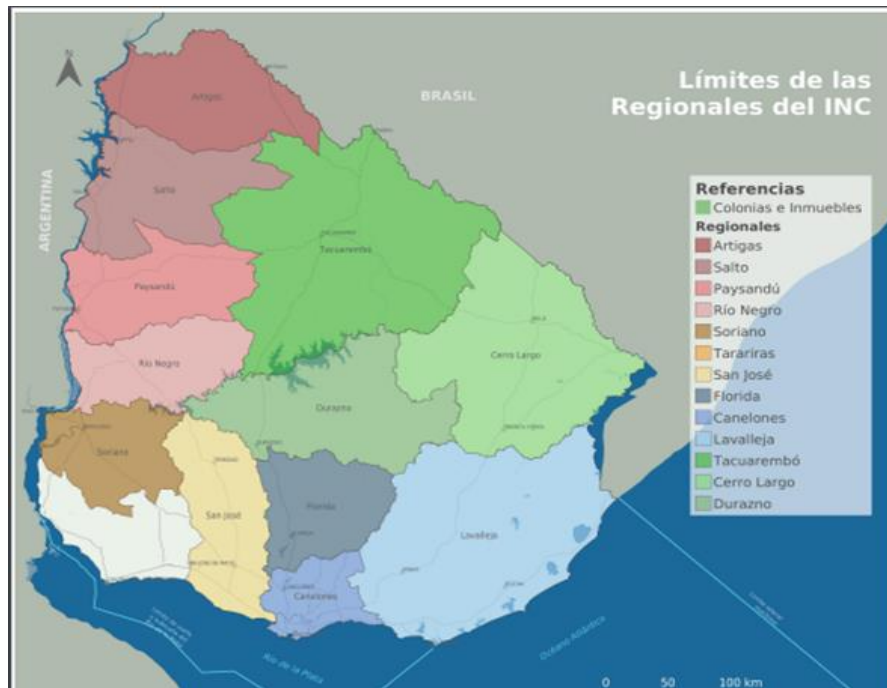 N
BRASIL
Límites de las
Regionales del INC
ARGENTINA
Artigas
Salto
Tacuarembó
Paysandú
Río Negro
Cerro Largo
Durazno
Soriano
San José
Florida
Lavalleja
Canelones
Referencias
Colonias e Inmuebles
Regionales
Artigas
Salto
Paysandú
Río Negro
Soriano
Tarariras
San José
Florida
Canelones
Lavalleja
Tacuarembó
Cerro Largo
Durazno
Río de la Plata
Océano Atlántico
0 50 100 km